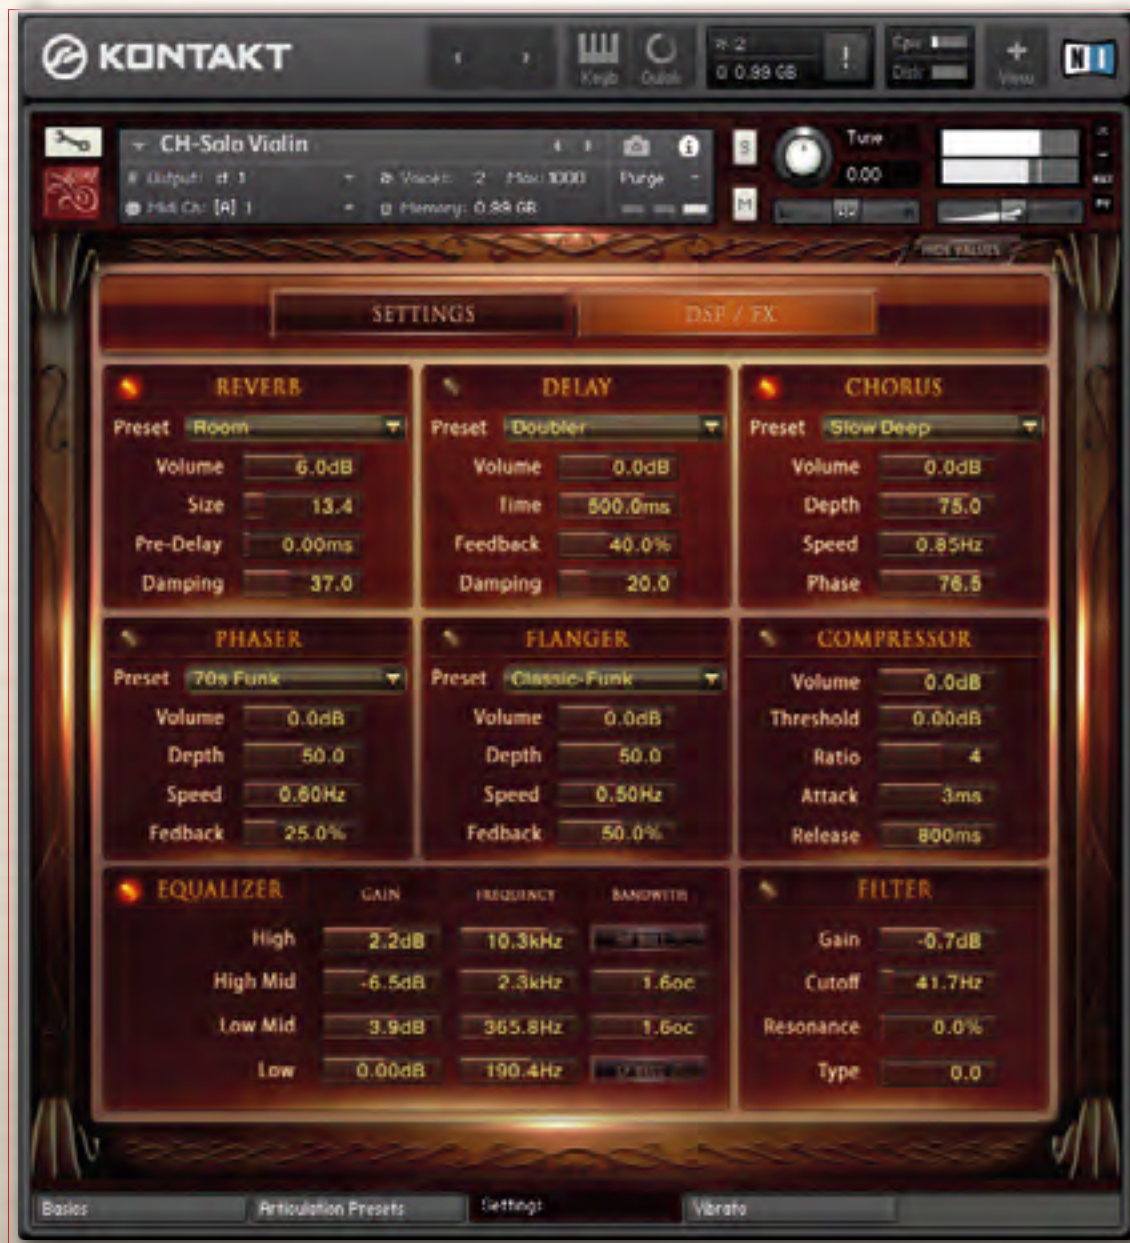 KONTAKT
Keyb Quick 2 0.99 GB ! Cpu Disk View NI
CH-Solo Violin S Tune
Output: st. 1 Voices: 2 Max: 1000 Purge 0.00
Midi Ch: [A] 1 Memory: 0.99 GB M
HIDE VALUES
SETTINGS DSP / FX
REVERB DELAY CHORUS
Preset Room Preset Doubler Preset Slow Deep
Volume 6.0dB Volume 0.0dB Volume 0.0dB
Size 13.4 Time 500.0ms Depth 75.0
Pre-Delay 0.00ms Feedback 40.0% Speed 0.85Hz
Damping 37.0 Damping 20.0 Phase 76.5
PHASER FLANGER COMPRESSOR
Preset 70s Funk Preset Classic-Funk Volume 0.0dB
Volume 0.0dB Volume 0.0dB Threshold 0.00dB
Depth 50.0 Depth 50.0 Ratio 4
Speed 0.60Hz Speed 0.50Hz Attack 3ms
Fedback 25.0% Fedback 50.0% Release 800ms
EQUALIZER GAIN FREQUENCY BANDWITH FILTER
High 2.2dB 10.3kHz Gain -0.7dB
High Mid -6.5dB 2.3kHz 1.6oc Cutoff 41.7Hz
Low Mid 3.9dB 365.8Hz 1.6oc Resonance 0.0%
Low 0.00dB 190.4Hz Type 0.0
Basics Articulation Presets Settings Vibrato